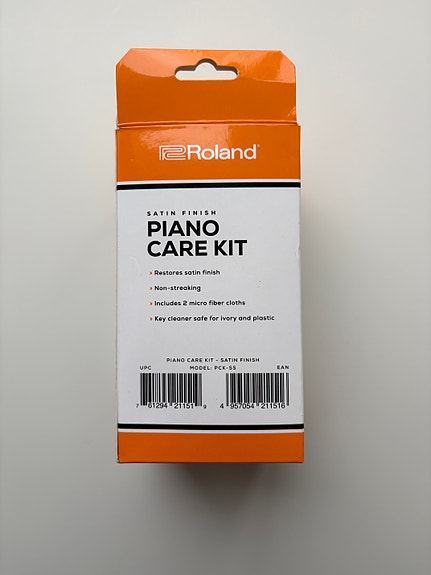 Roland
SATIN FINISH
PIANO
CARE KIT
› Restores satin finish
› Non-streaking
› Includes 2 micro fiber cloths
› Key cleaner safe for ivory and plastic
PIANO CARE KIT - SATIN FINISH
UPC MODEL: PCK-SS EAN
7 61294 21151 9 4 957054 211516